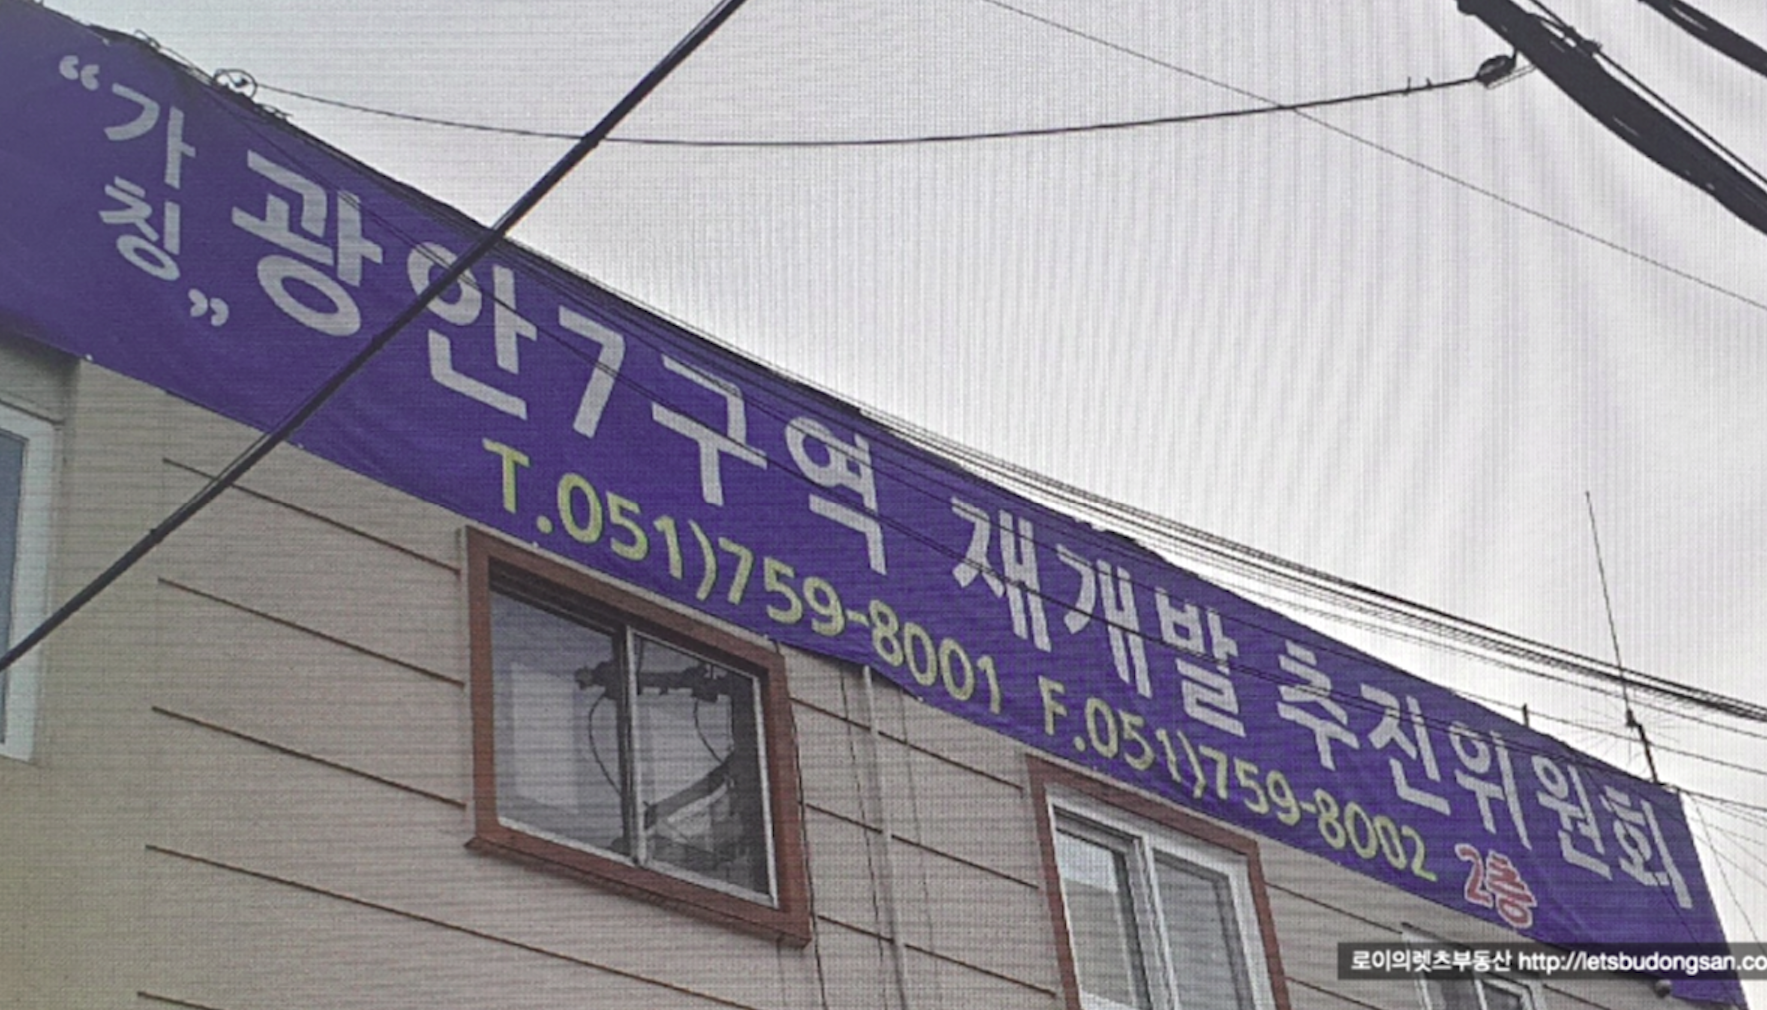 “가칭” 광안7구역 재개발 추진위원회
T.051)759-8001 F.051)759-8002 2층
로이의렛츠부동산 http://letsbudongsan.co